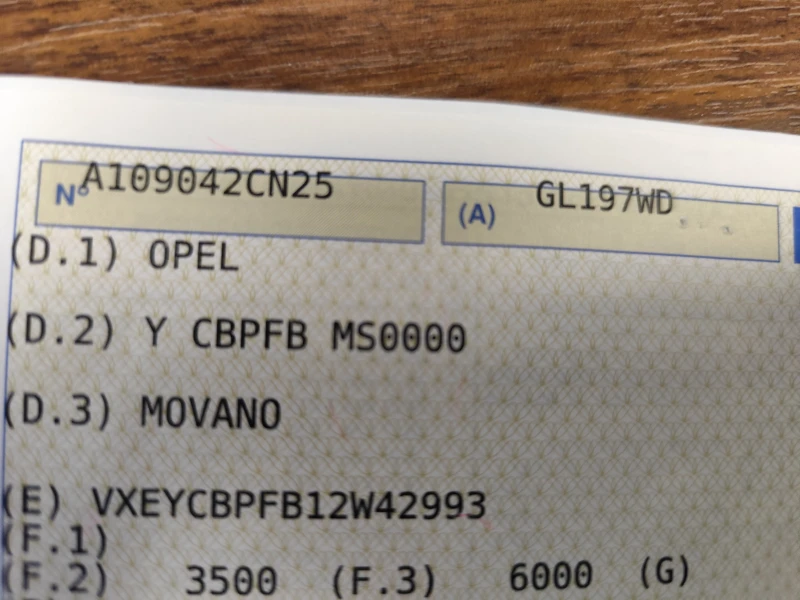 N° A109042CN25 (A) GL197WD
(D.1) OPEL
(D.2) Y CBPFB MS0000
(D.3) MOVANO
(E) VXEYCBPFB12W42993
(F.1)
(F.2) 3500 (F.3) 6000 (G)